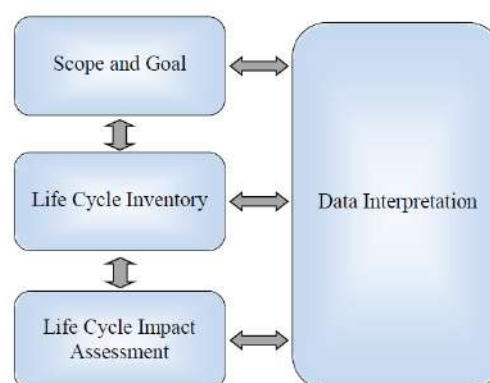 Scope and Goal
Life Cycle Inventory
Data Interpretation
Life Cycle Impact
Assessment